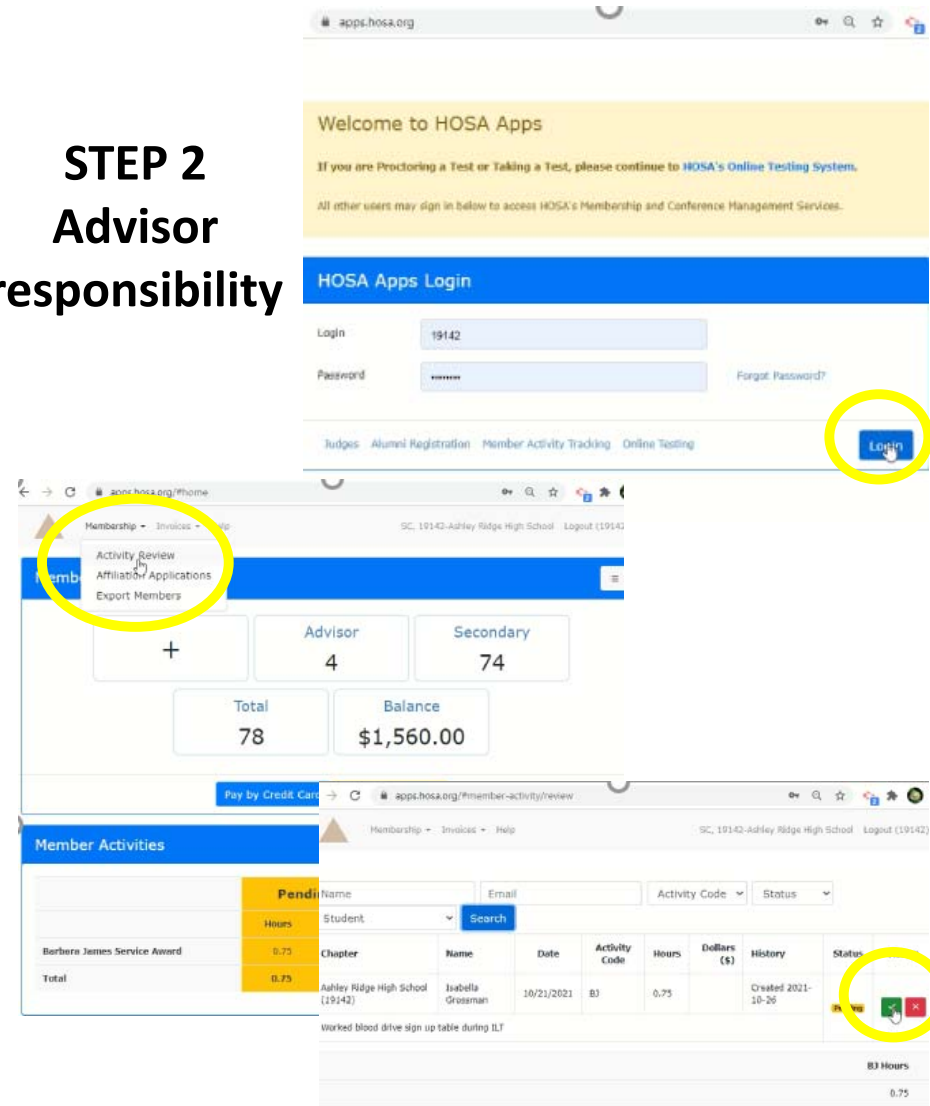 STEP 2
Advisor
responsibility
apps.hosa.org
2
Welcome to HOSA Apps
If you are Proctoring a Test or Taking a Test, please continue to HOSA's Online Testing System.
All other users may sign in below to access HOSA's Membership and Conference Management Services.
HOSA Apps Login
Login 19142
Password ••••••••• Forgot Password?
Judges Alumni Registration Member Activity Tracking Online Testing Login
apps.hosa.org/#home
Membership Invoices Help SC, 19142-Ashley Ridge High School Logout (19142
Activity Review
Affiliation Applications
Export Members
Memb
+
Advisor Secondary
4 74
Total Balance
78 $1,560.00
Pay by Credit Card
Member Activities
Pendi
Hours
Barbara James Service Award 0.75
Total 0.75
apps.hosa.org/#member-activity/review
2
Membership Invoices Help SC, 19142-Ashley Ridge High School Logout (19142)
Name Email Activity Code Status
Student Search
Chapter Name Date Activity Code Hours Dollars ($) History Status
Ashley Ridge High School (19142) Isabella Grossman 10/21/2021 BJ 0.75 Created 2021-10-26 Pending
Worked blood drive sign up table during ILT
BJ Hours
0.75